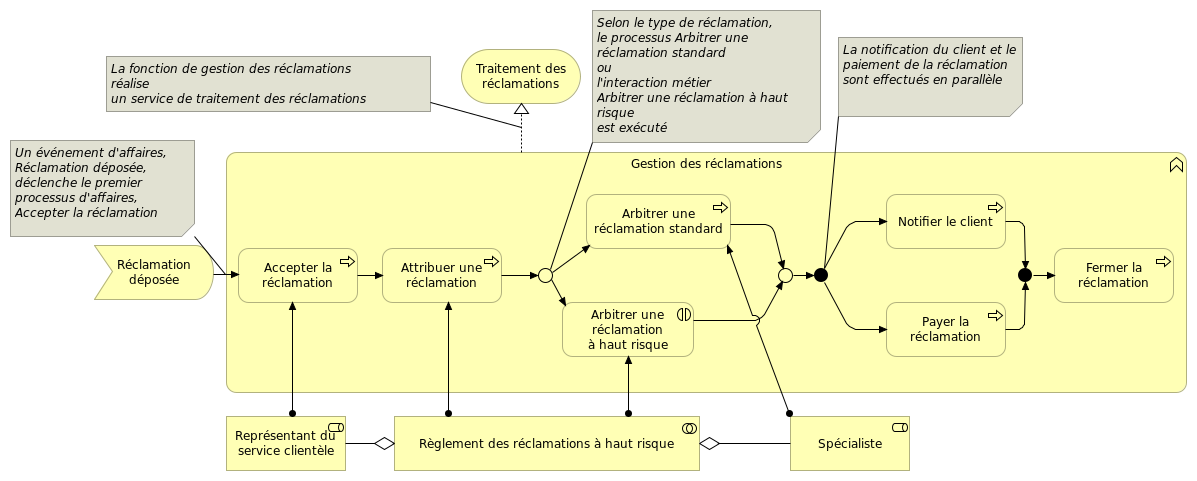 Selon le type de réclamation,
le processus Arbitrer une
réclamation standard
ou
l'interaction métier
Arbitrer une réclamation à haut
risque
est exécuté
La notification du client et le
paiement de la réclamation
sont effectués en parallèle
La fonction de gestion des réclamations
réalise
un service de traitement des réclamations
Traitement des
réclamations
Un événement d'affaires,
Réclamation déposée,
déclenche le premier
processus d'affaires,
Accepter la réclamation
Gestion des réclamations
Réclamation
déposée
Accepter la
réclamation
Attribuer une
réclamation
Arbitrer une
réclamation standard
Arbitrer une
réclamation
à haut risque
Notifier le client
Payer la
réclamation
Fermer la
réclamation
Représentant du
service clientèle
Règlement des réclamations à haut risque
Spécialiste